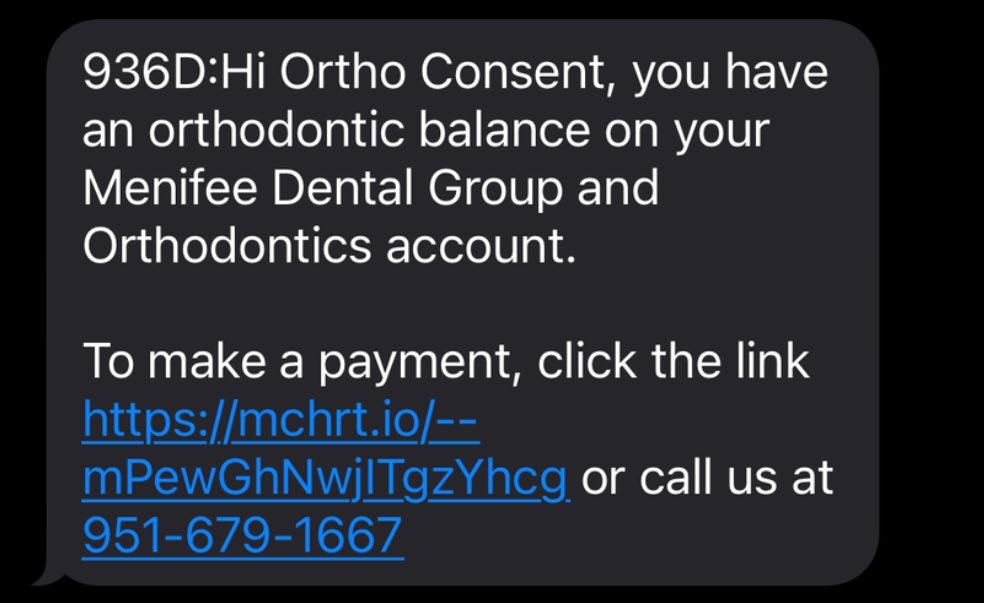 936D:Hi Ortho Consent, you have
an orthodontic balance on your
Menifee Dental Group and
Orthodontics account.
To make a payment, click the link
https://mchrt.io/--
mPewGhNwjITgzYhcg or call us at
951-679-1667